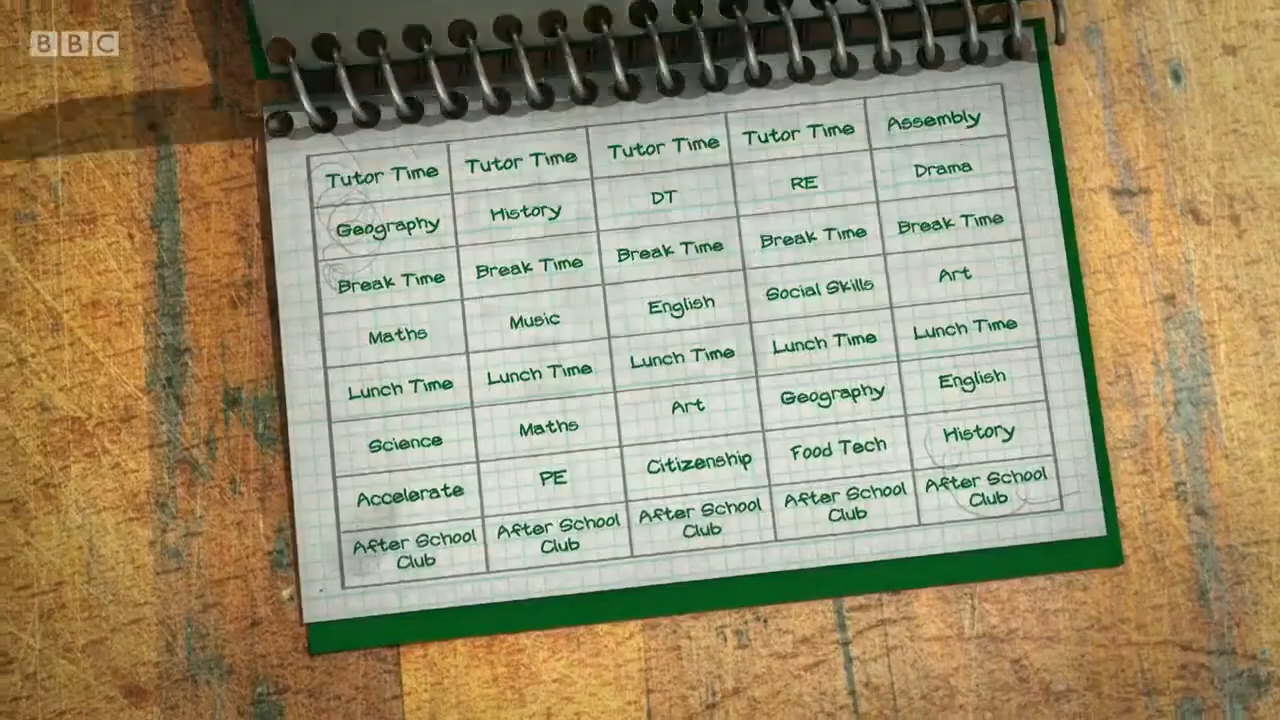 BBC
Tutor Time Tutor Time Tutor Time Tutor Time Assembly
Geography History DT RE Drama
Break Time Break Time Break Time Break Time Break Time
Maths Music English Social Skills Art
Lunch Time Lunch Time Lunch Time Lunch Time Lunch Time
Science Maths Art Geography English
Accelerate PE Citizenship Food Tech History
After School Club After School Club After School Club After School Club After School Club